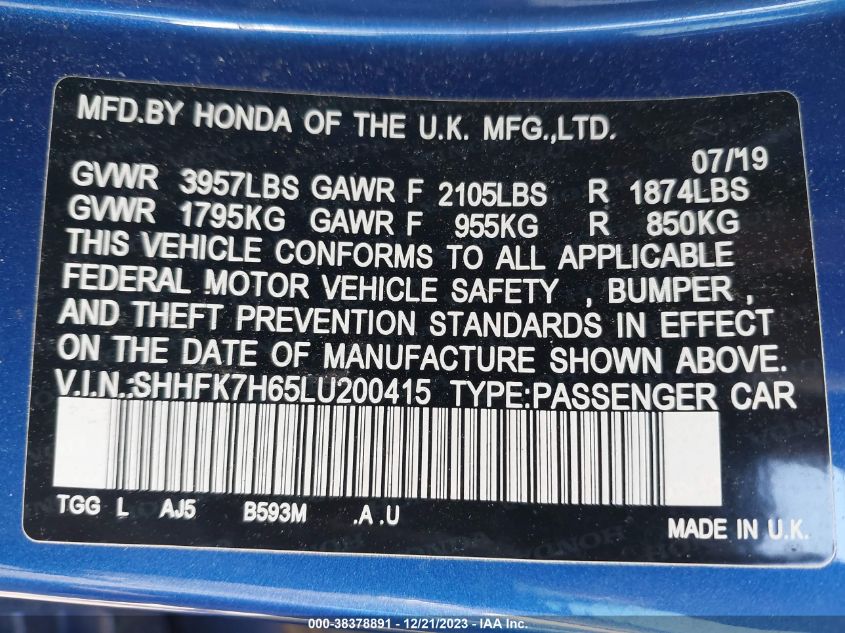 MFD.BY HONDA OF THE U.K. MFG.,LTD.
07/'19
GVWR 3957LBS GAWR F 2105LBS R 1874LBS
GVWR 1795KG GAWR F 955KG R 850KG
THIS VEHICLE CONFORMS TO ALL APPLICABLE
FEDERAL MOTOR VEHICLE SAFETY , BUMPER ,
AND THEFT PREVENTION STANDARDS IN EFFECT
ON THE DATE OF MANUFACTURE SHOWN ABOVE.
V.I.N.:SHHFK7H65LU200415 TYPE:PASSENGER CAR
TGG L AJ5 B593M .A .U
MADE IN U.K.
000-38378891 - 12/21/2023 - IAA Inc.